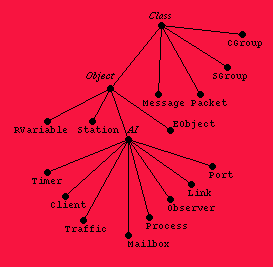 Class
CGroup
SGroup
Object
Message Packet
RVariable Station AI EObject
Timer
Port
Client
Link
Observer
Traffic
Process
Mailbox